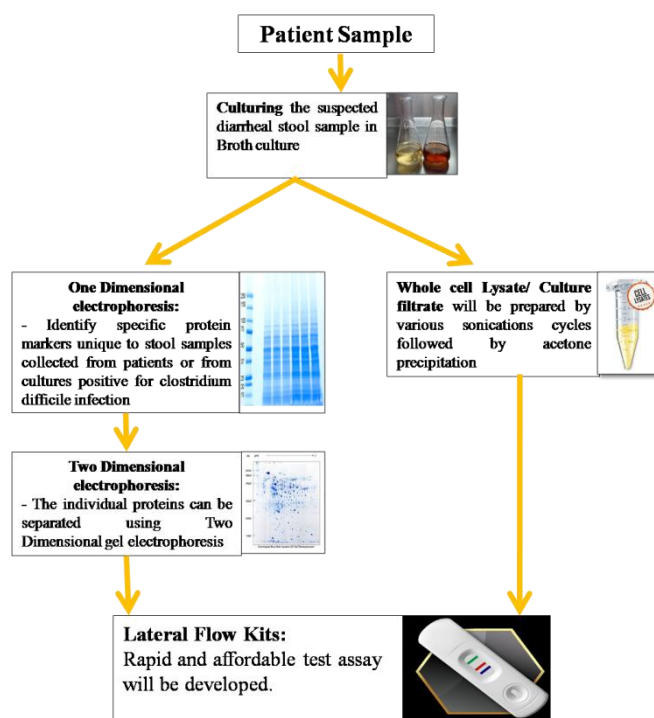 Patient Sample
Culturing the suspected
diarrheal stool sample in
Broth culture
One Dimensional
electrophoresis:
- Identify specific protein
markers unique to stool samples
collected from patients or from
cultures positive for clostridium
difficile infection
Whole cell Lysate/ Culture
filtrate will be prepared by
various sonications cycles
followed by acetone
precipitation
CELL
LYSATES
Two Dimensional
electrophoresis:
- The individual proteins can be
separated using Two
Dimensional gel electrophoresis
Lateral Flow Kits:
Rapid and affordable test assay
will be developed.